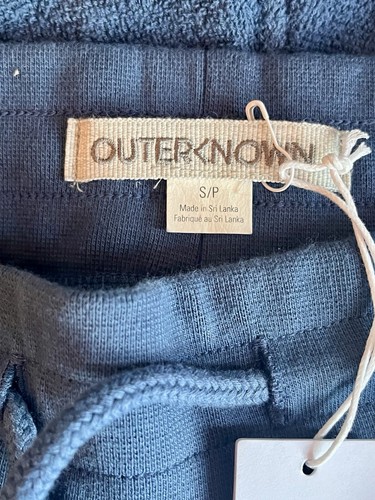 OUTERKNOWN
S/P
Made in Sri Lanka
Fabriqué au Sri Lanka